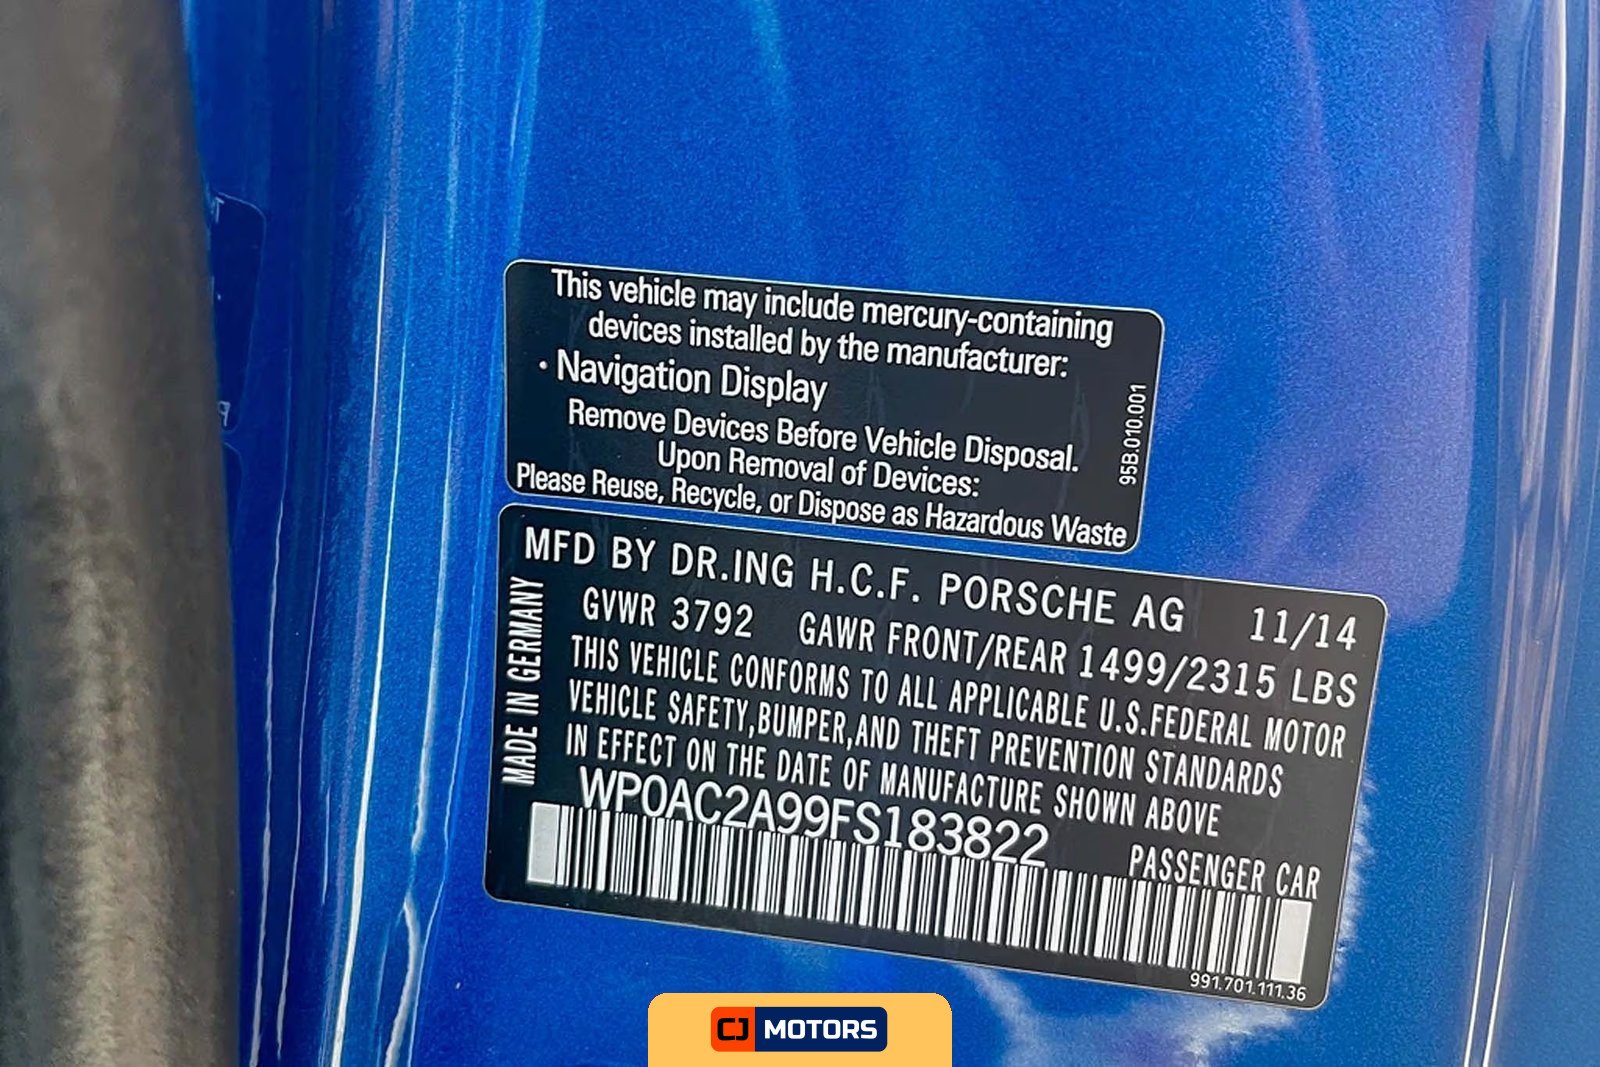 This vehicle may include mercury-containing
devices installed by the manufacturer:
· Navigation Display
Remove Devices Before Vehicle Disposal.
Upon Removal of Devices:
Please Reuse, Recycle, or Dispose as Hazardous Waste
95B.010.001
MFD BY DR.ING H.C.F. PORSCHE AG 11/14
GVWR 3792 GAWR FRONT/REAR 1499/2315 LBS
THIS VEHICLE CONFORMS TO ALL APPLICABLE U.S.FEDERAL MOTOR
VEHICLE SAFETY,BUMPER,AND THEFT PREVENTION STANDARDS
IN EFFECT ON THE DATE OF MANUFACTURE SHOWN ABOVE
WP0AC2A99FS183822
PASSENGER CAR
MADE IN GERMANY
991.701.111.36
CJ MOTORS